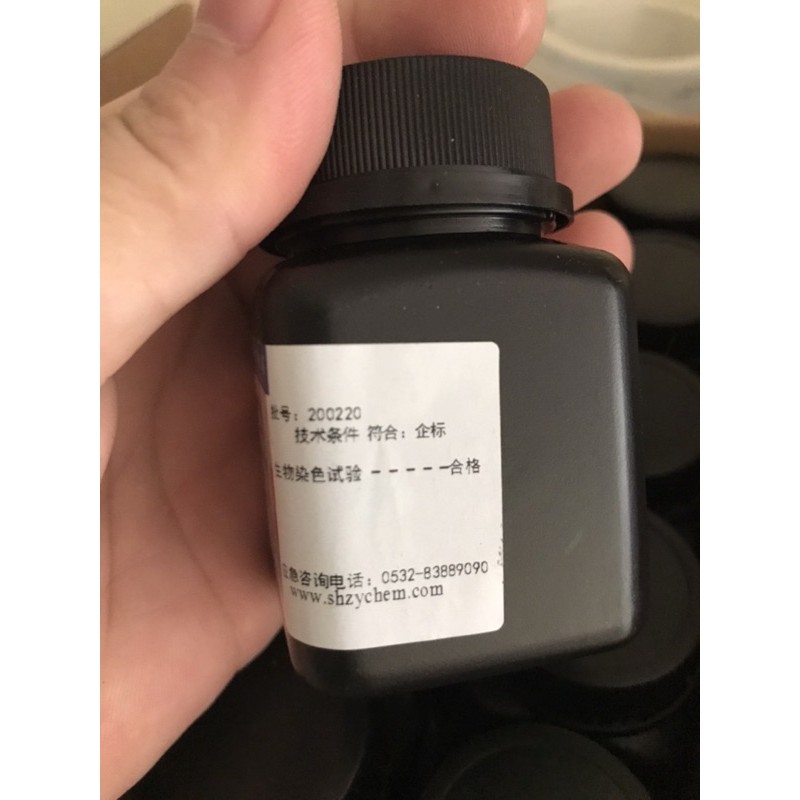 批号：200220
技术条件 符合：企标
生物染色试验 －－－－－合格
应急咨询电话：0532-83889090
www.shzychem.com